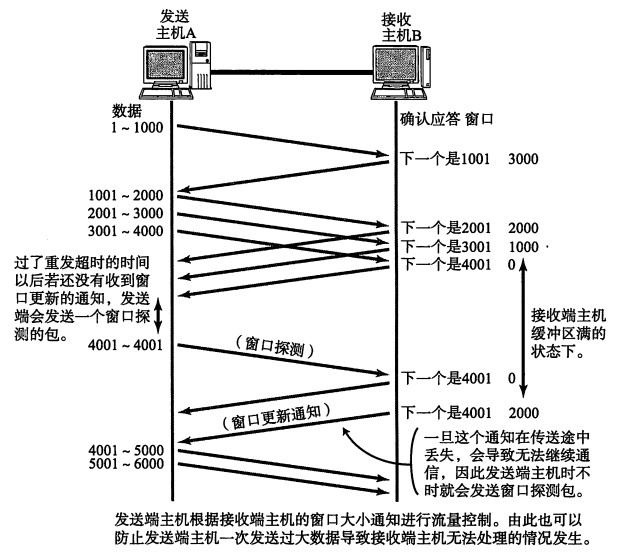 发送
主机A
接收
主机B
数据
确认应答 窗口
1～1000
下一个是1001 3000
1001～2000
2001～3000
3001～4000
下一个是2001 2000
下一个是3001 1000
下一个是4001 0
过了重发超时的时间
以后若还没有收到窗
口更新的通知，发送
端会发送一个窗口探
测的包。
接收端主机
缓冲区满的
状态下。
4001～4001
（窗口探测）
下一个是4001 0
（窗口更新通知）
下一个是4001 2000
一旦这个通知在传送途中
丢失，会导致无法继续通
信，因此发送端主机时不
时就会发送窗口探测包。
4001～5000
5001～6000
发送端主机根据接收端主机的窗口大小通知进行流量控制。由此也可以
防止发送端主机一次发送过大数据导致接收端主机无法处理的情况发生。